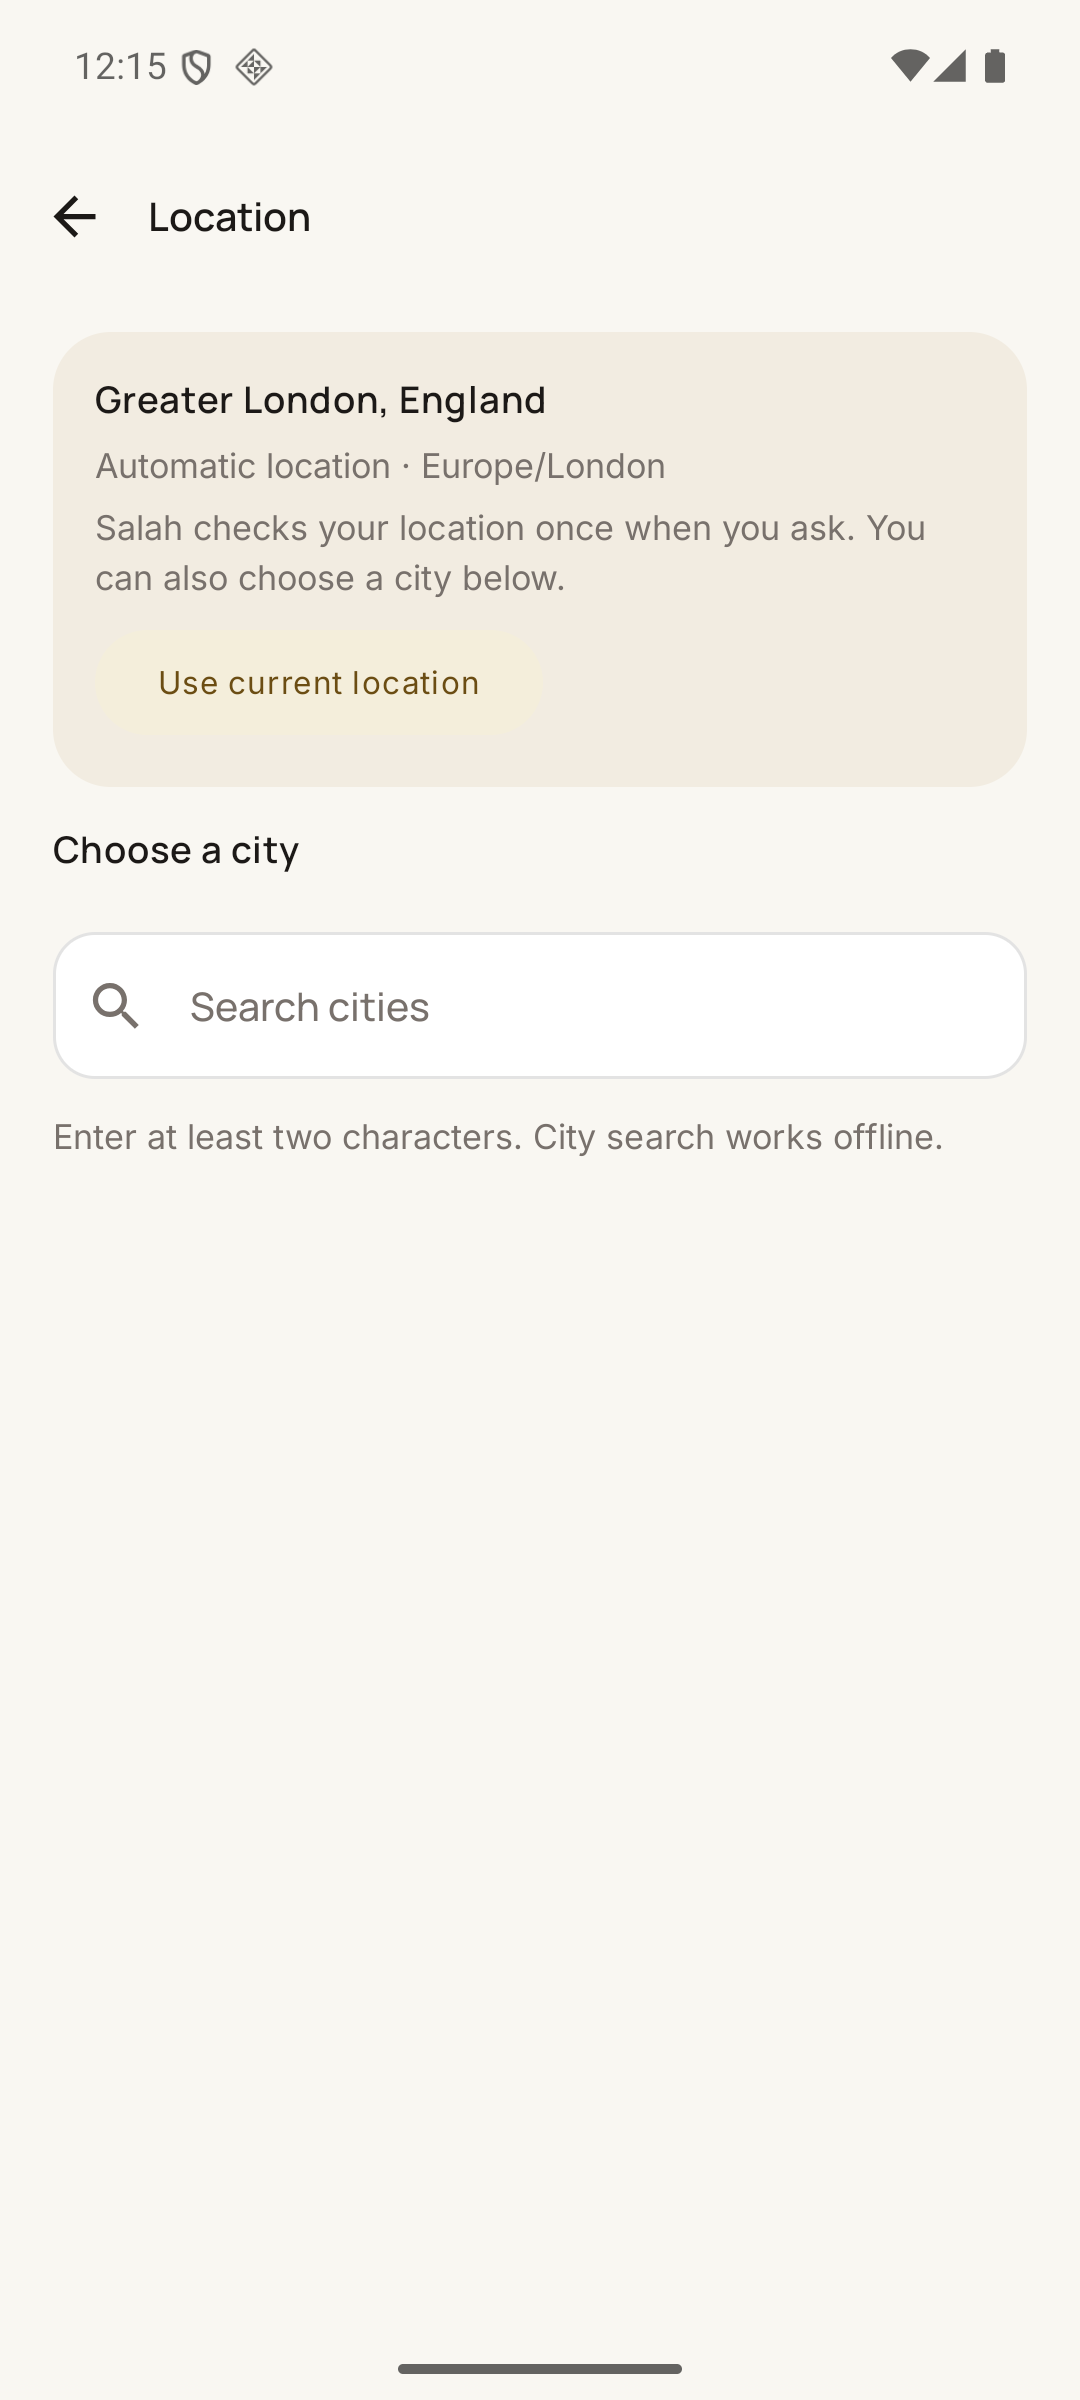 12:15
Location
Greater London, England
Automatic location · Europe/London
Salah checks your location once when you ask. You
can also choose a city below.
Use current location
Choose a city
Search cities
Enter at least two characters. City search works offline.